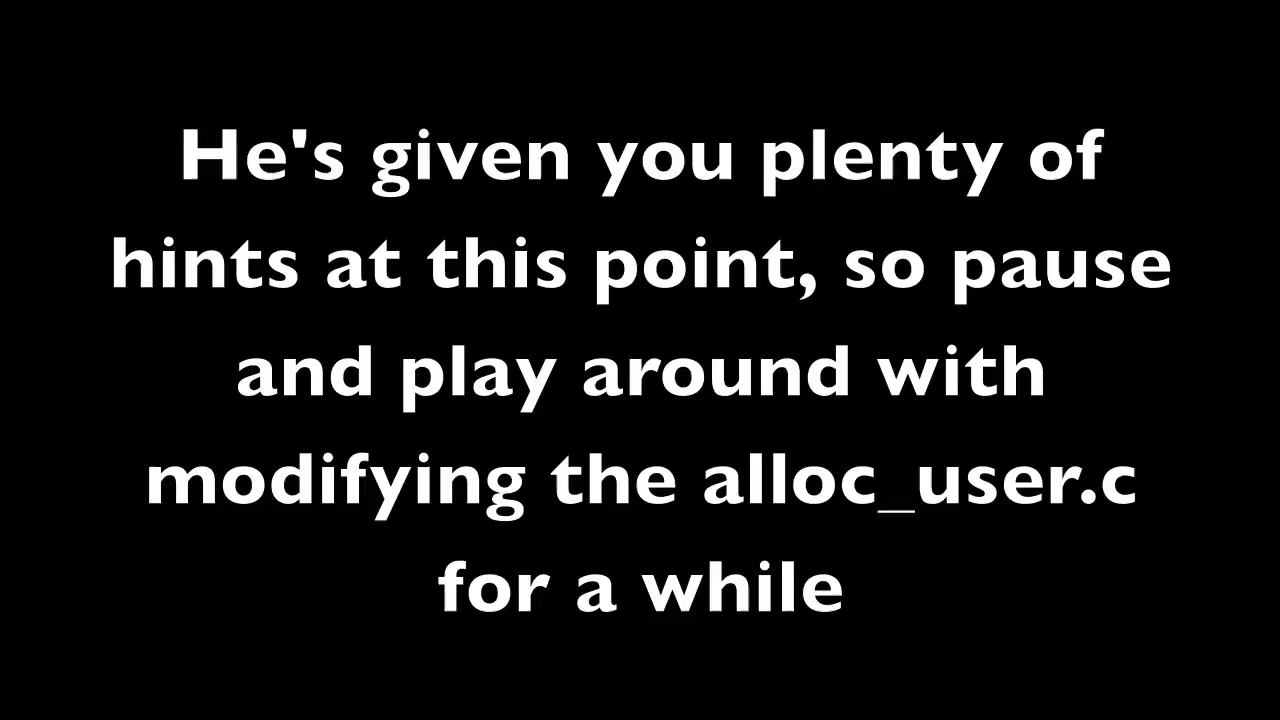 He's given you plenty of
hints at this point, so pause
and play around with
modifying the alloc_user.c
for a while